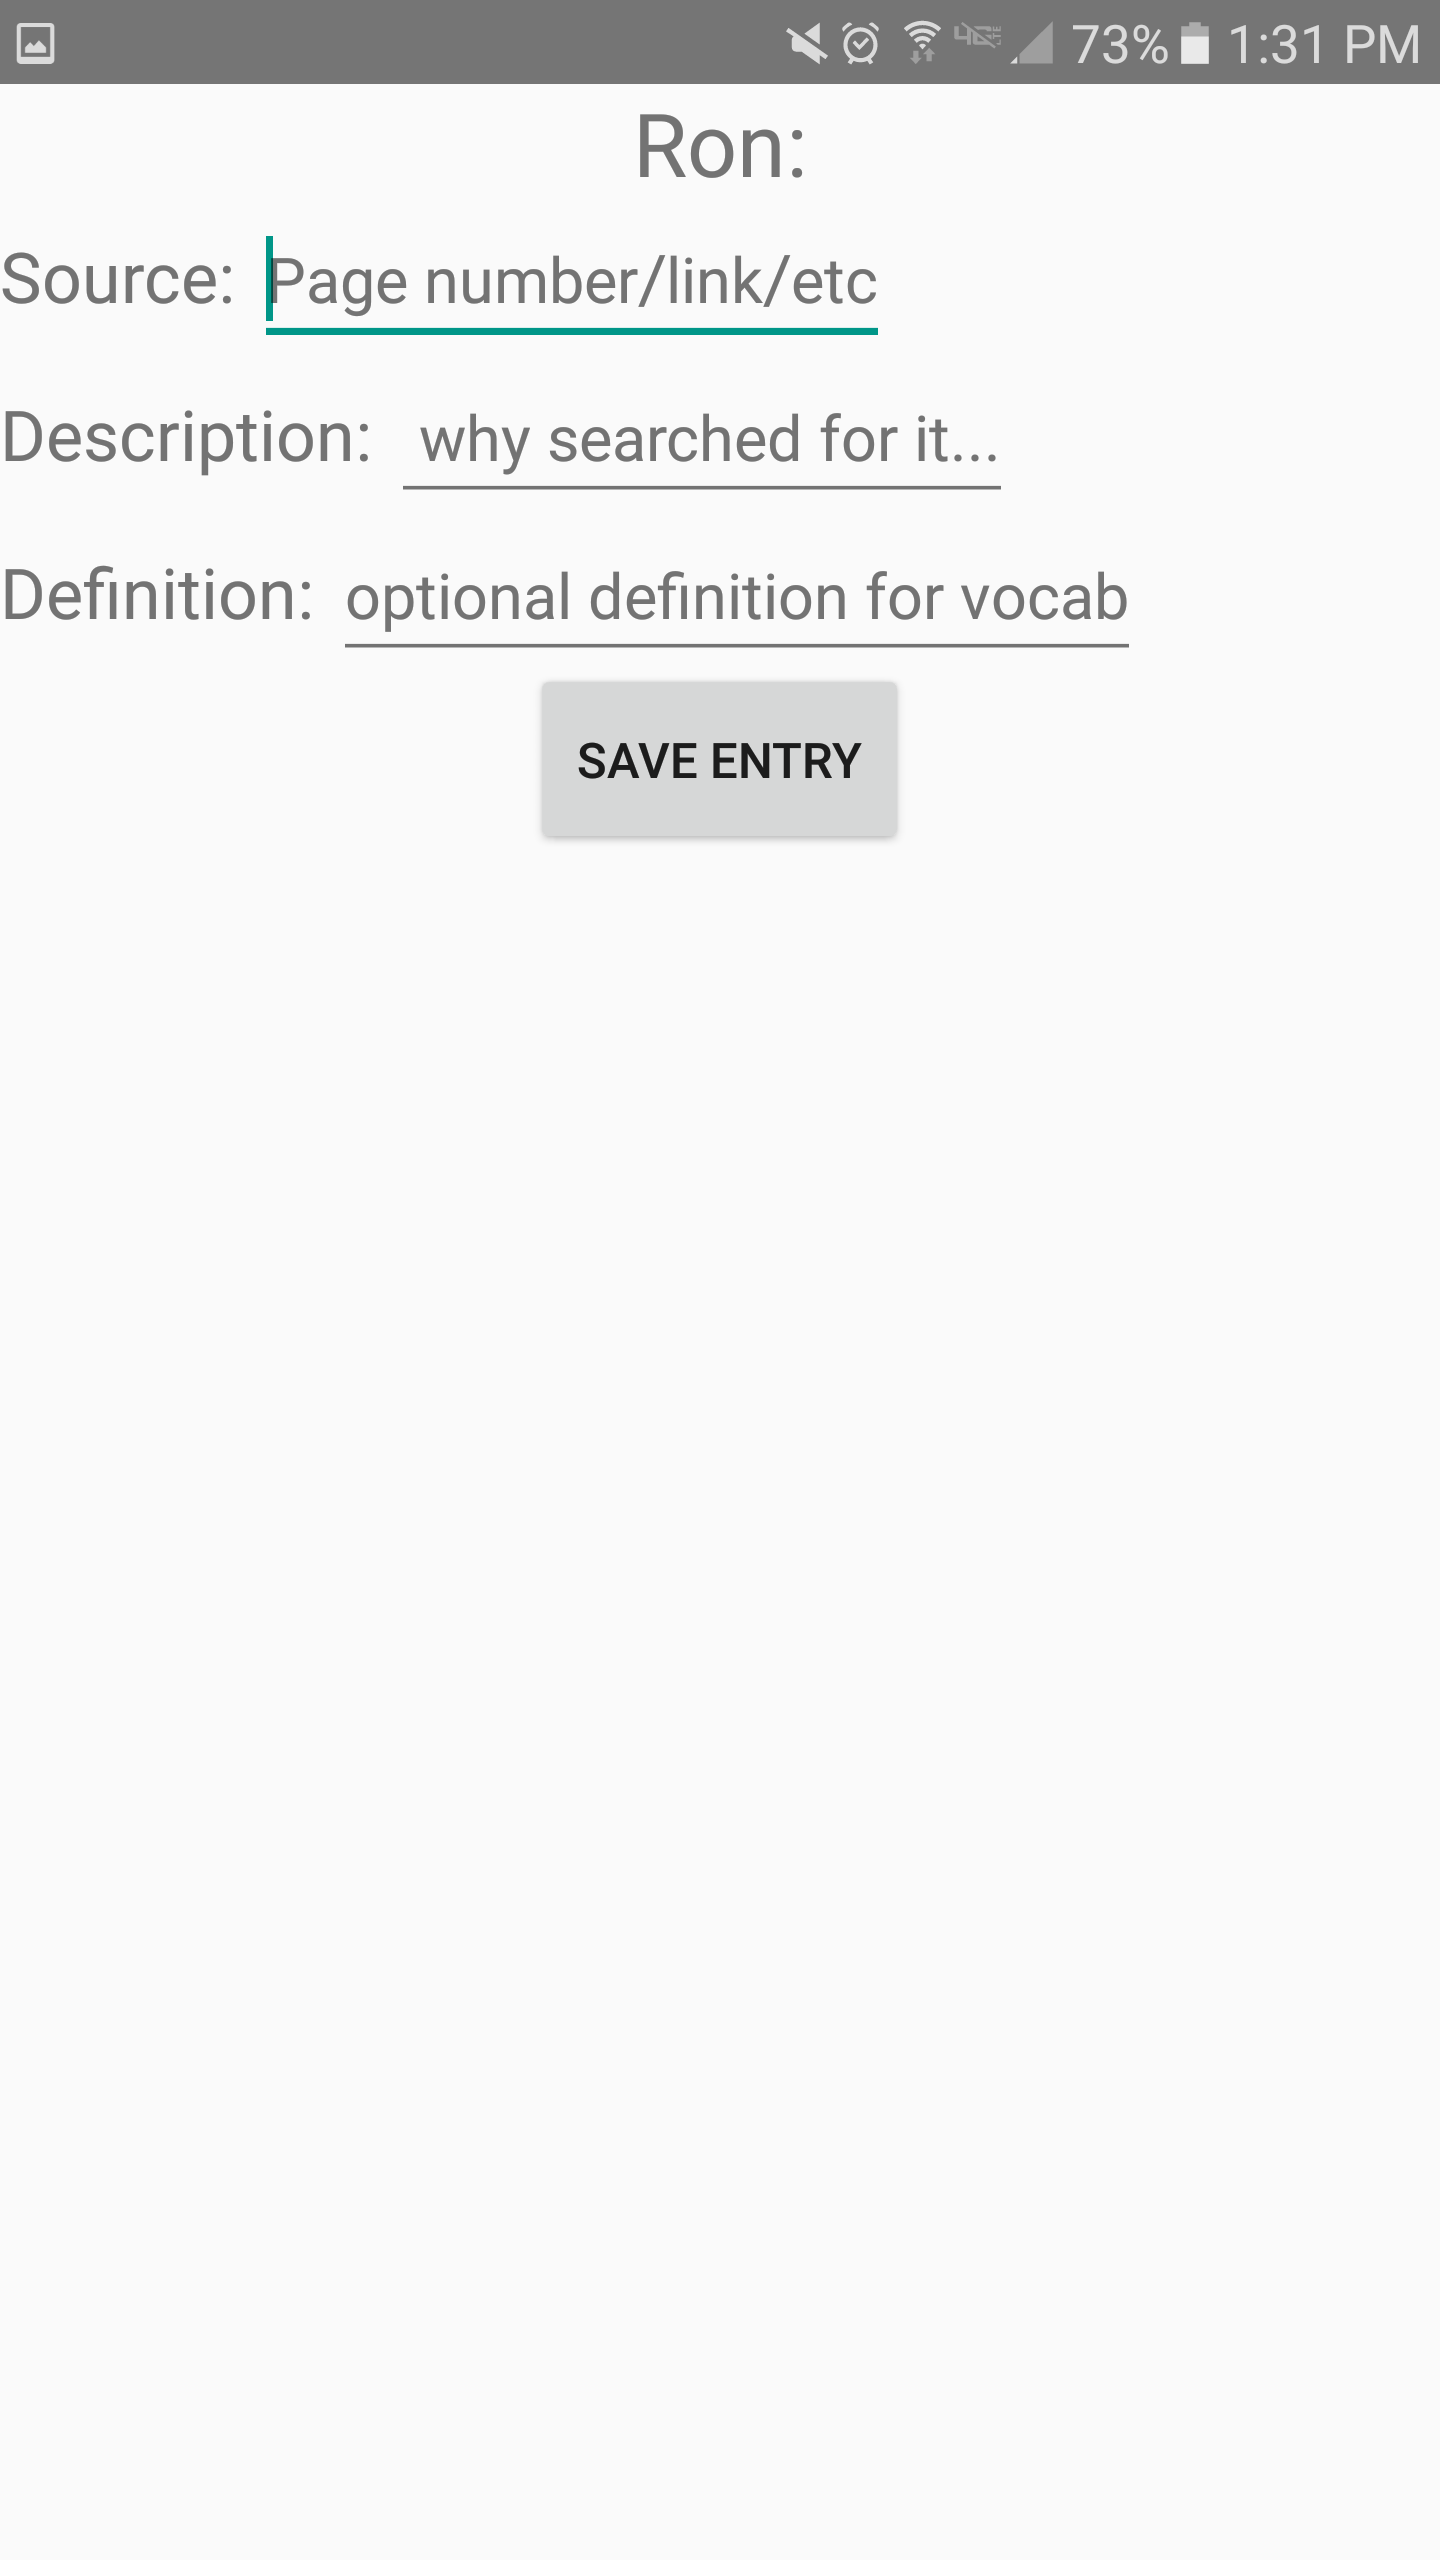 73% 1:31 PM
Ron:
Source: Page number/link/etc
Description: why searched for it...
Definition: optional definition for vocab
SAVE ENTRY